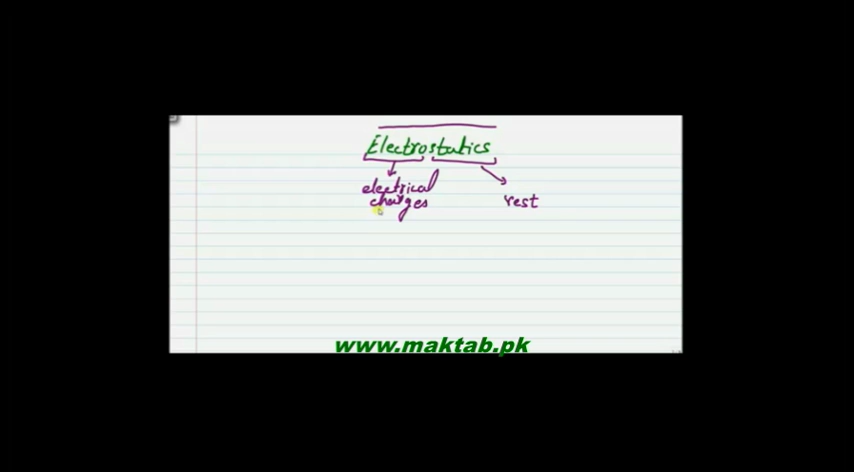 Electrostatics
electrical
charges
rest
www.maktab.pk